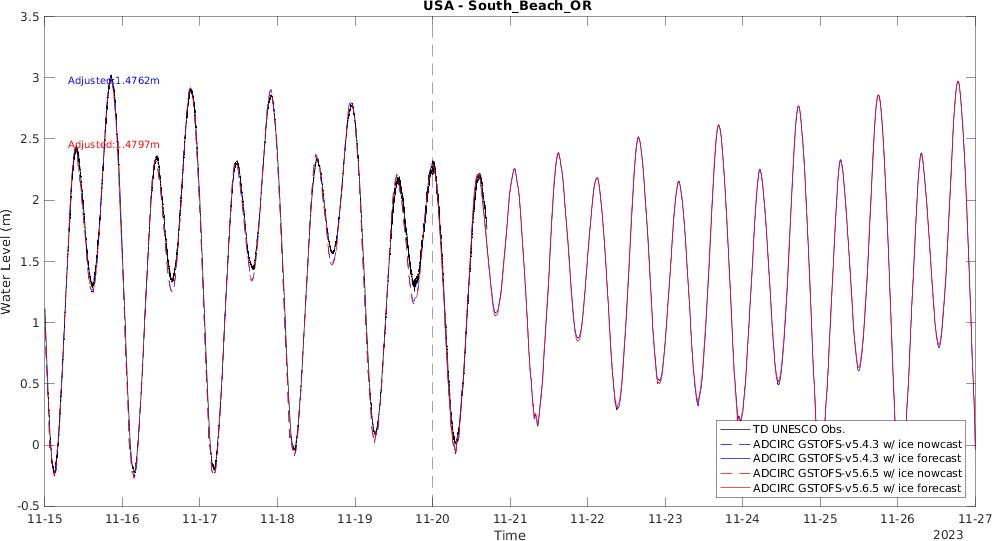 USA - South_Beach_OR
3.5
3
2.5
2
1.5
1
0.5
0
-0.5
Water Level (m)
Adjusted:1.4762m
Adjusted:1.4797m
TD UNESCO Obs.
ADCIRC GSTOFS-v5.4.3 w/ ice nowcast
ADCIRC GSTOFS-v5.4.3 w/ ice forecast
ADCIRC GSTOFS-v5.6.5 w/ ice nowcast
ADCIRC GSTOFS-v5.6.5 w/ ice forecast
11-15 11-16 11-17 11-18 11-19 11-20 11-21 11-22 11-23 11-24 11-25 11-26 11-27
Time
2023